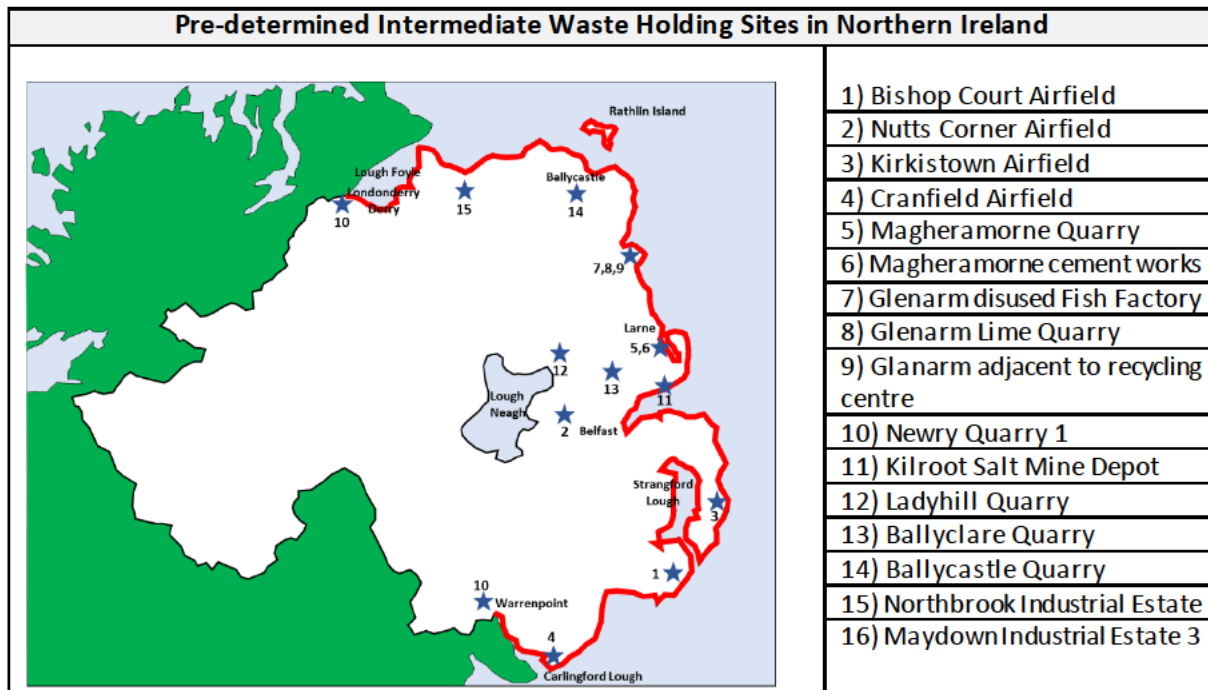 Pre-determined Intermediate Waste Holding Sites in Northern Ireland
Rathlin Island
Lough Foyle
Londonderry
Derry
10
15
Ballycastle
14
7,8,9
Larne
5,6
12
13
11
Lough
Neagh
2
Belfast
Strangford
Lough
3
1
10
Warrenpoint
4
Carlingford Lough
1) Bishop Court Airfield
2) Nutts Corner Airfield
3) Kirkistown Airfield
4) Cranfield Airfield
5) Magheramorne Quarry
6) Magheramorne cement works
7) Glenarm disused Fish Factory
8) Glenarm Lime Quarry
9) Glanarm adjacent to recycling
centre
10) Newry Quarry 1
11) Kilroot Salt Mine Depot
12) Ladyhill Quarry
13) Ballyclare Quarry
14) Ballycastle Quarry
15) Northbrook Industrial Estate
16) Maydown Industrial Estate 3